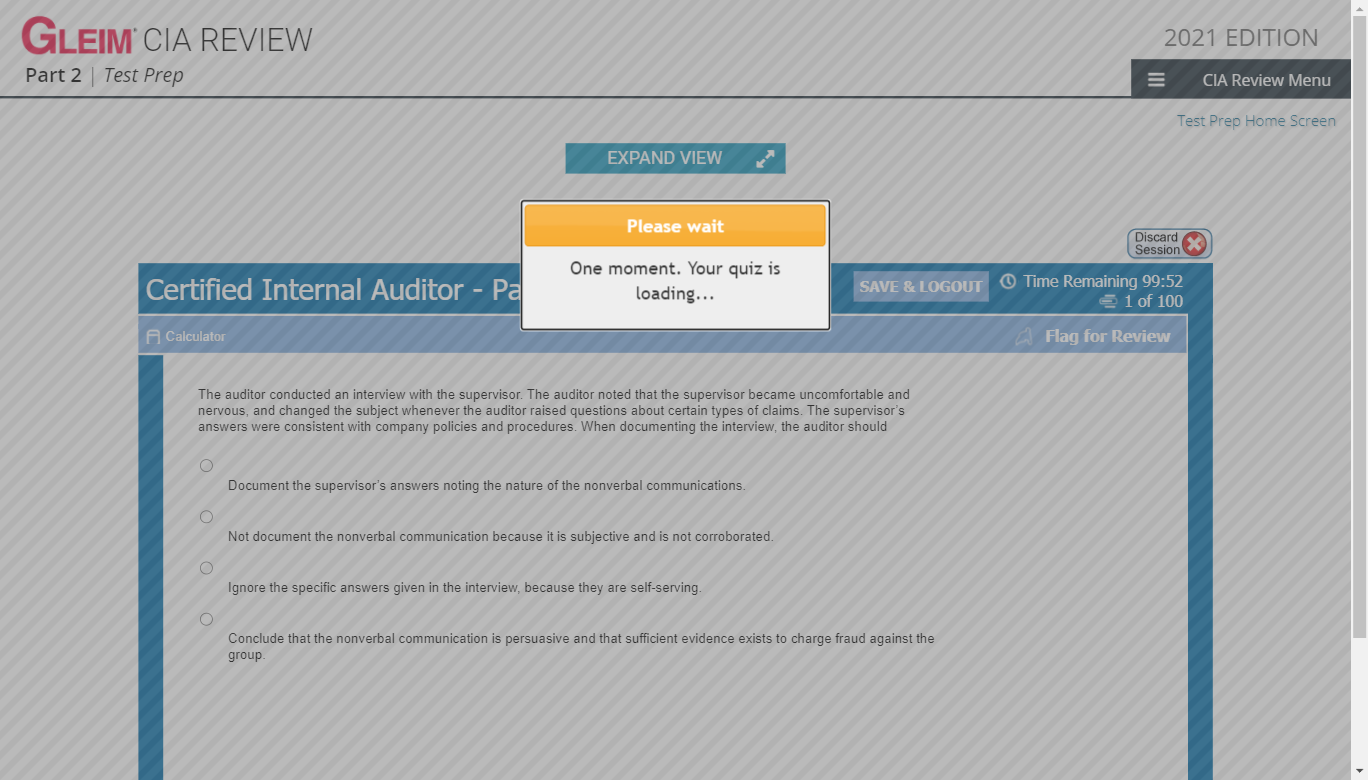 GLEIM® CIA REVIEW
2021 EDITION
Part 2 | Test Prep
CIA Review Menu
Test Prep Home Screen
EXPAND VIEW
Please wait
One moment. Your quiz is
loading...
Discard
Session
Certified Internal Auditor - Pa
SAVE & LOGOUT
Time Remaining 99:52
1 of 100
Calculator
Flag for Review
The auditor conducted an interview with the supervisor. The auditor noted that the supervisor became uncomfortable and
nervous, and changed the subject whenever the auditor raised questions about certain types of claims. The supervisor's
answers were consistent with company policies and procedures. When documenting the interview, the auditor should
Document the supervisor's answers noting the nature of the nonverbal communications.
Not document the nonverbal communication because it is subjective and is not corroborated.
Ignore the specific answers given in the interview, because they are self-serving.
Conclude that the nonverbal communication is persuasive and that sufficient evidence exists to charge fraud against the
group.